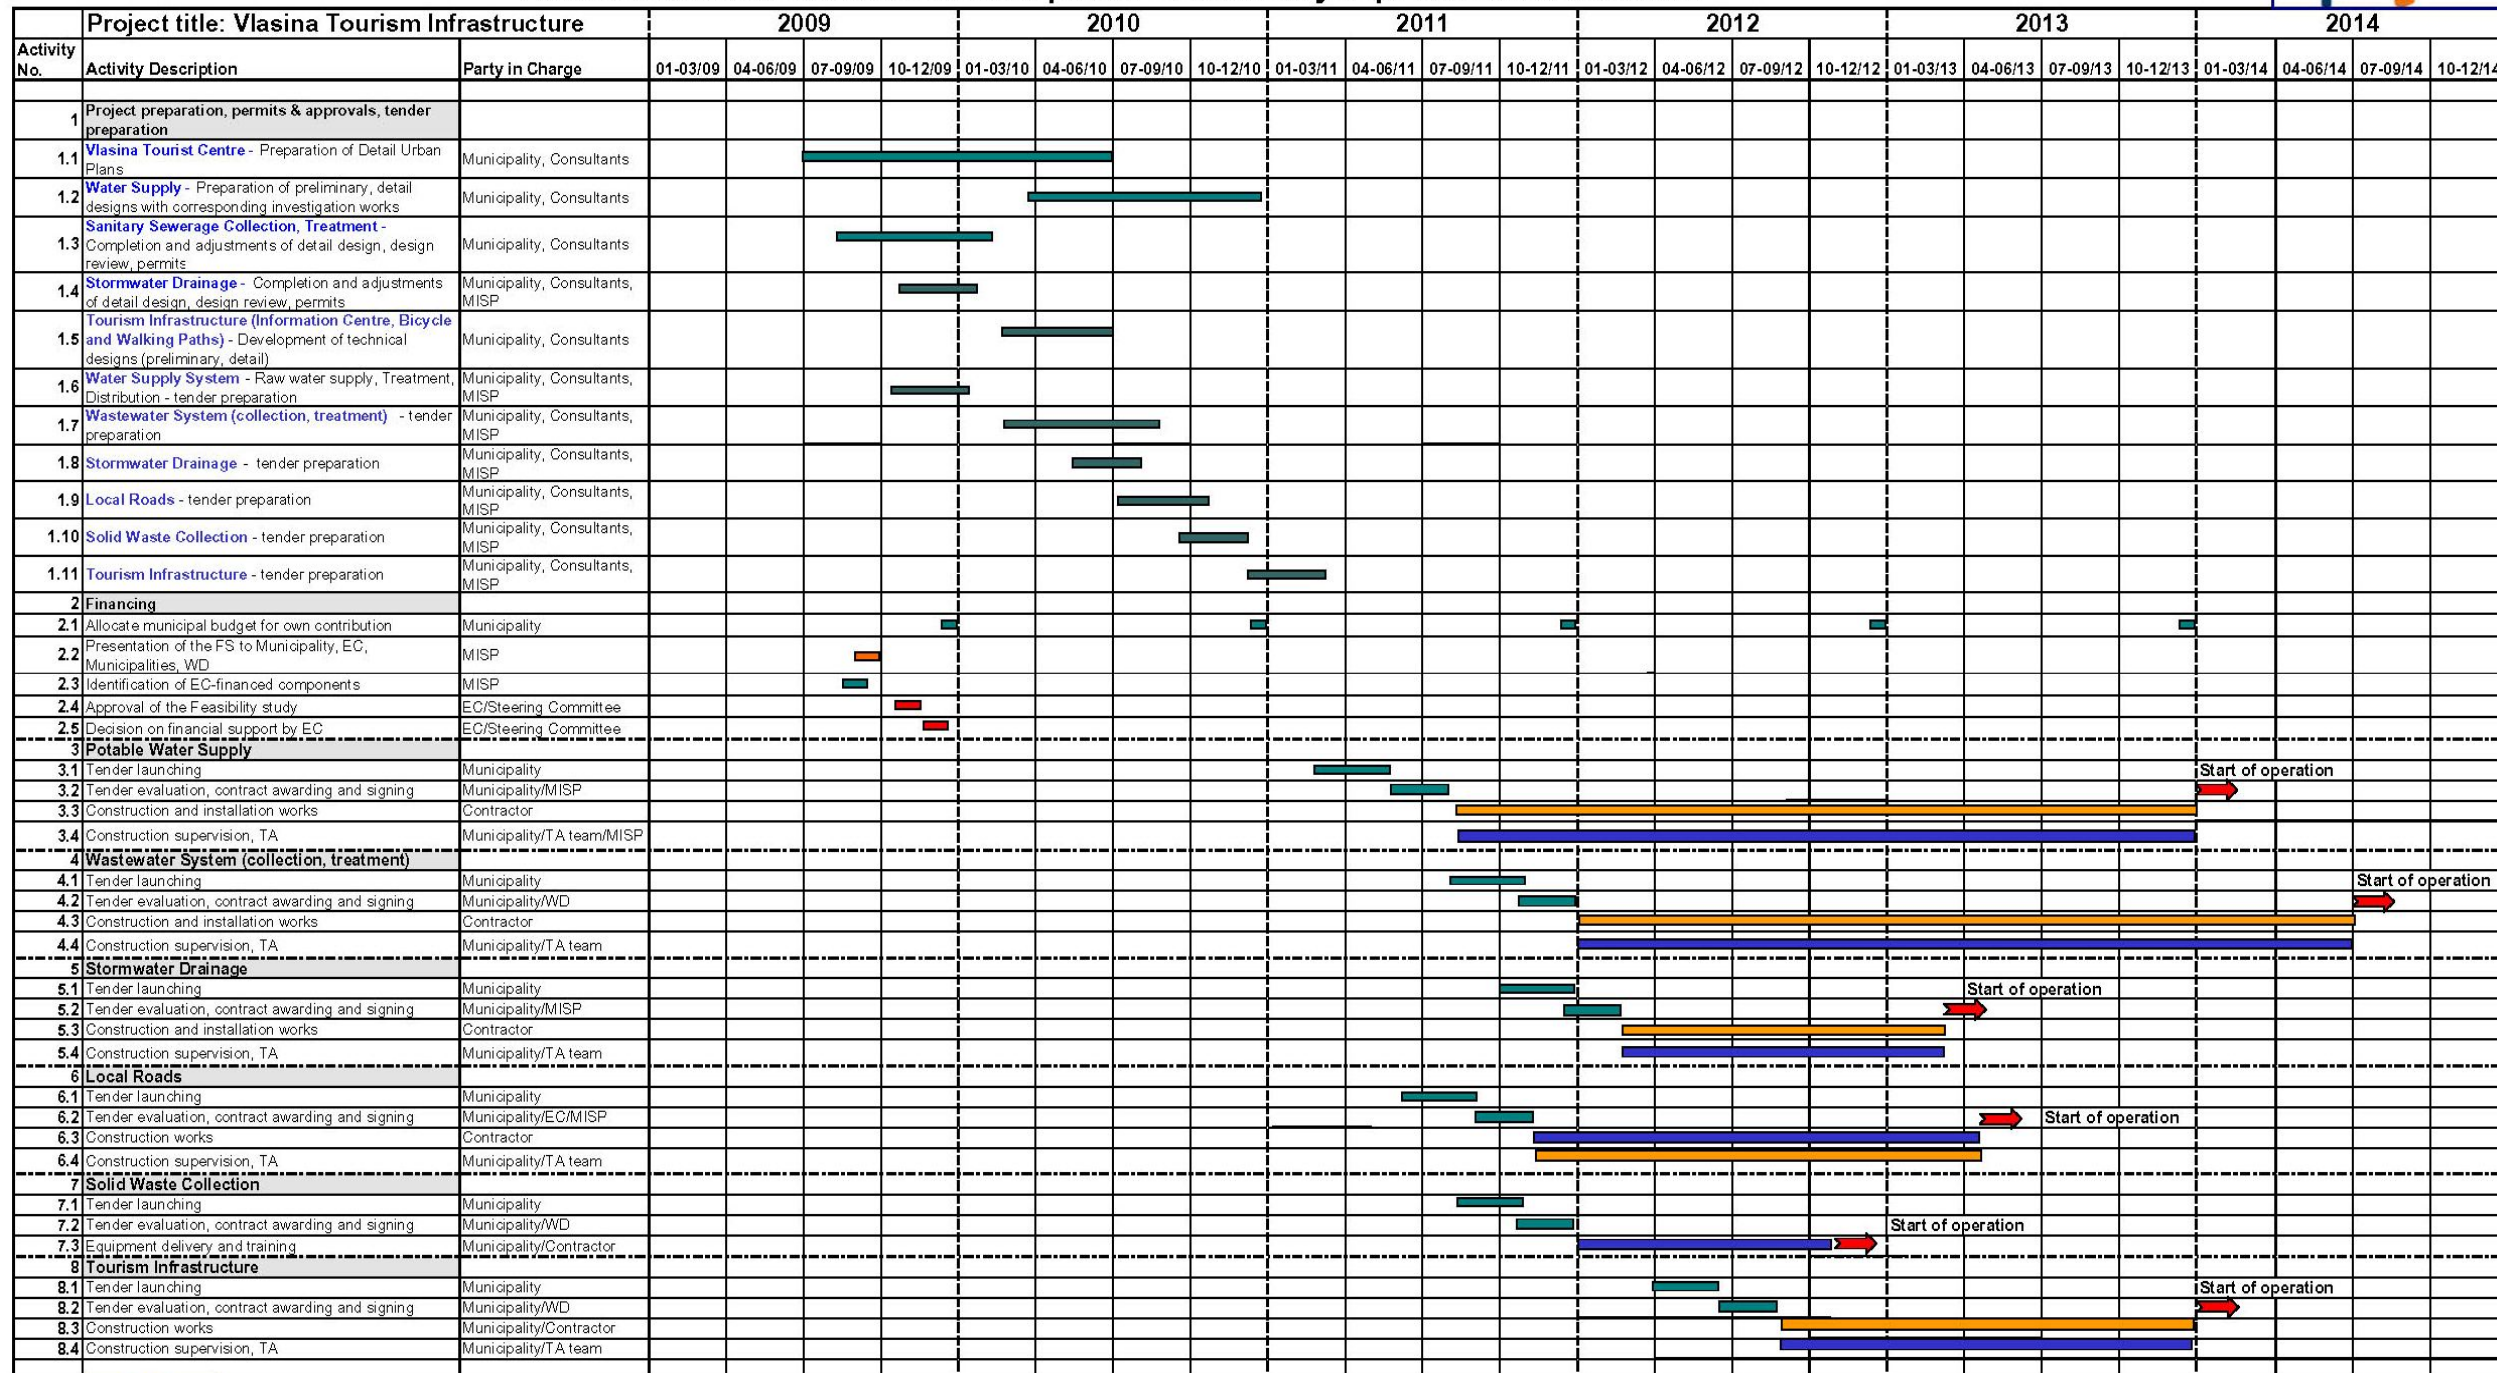 Project title: Vlasina Tourism Infrastructure 2009 2010 2011 2012 2013 2014
Activity No. Activity Description Party in Charge 01-03/09 04-06/09 07-09/09 10-12/09 01-03/10 04-06/10 07-09/10 10-12/10 01-03/11 04-06/11 07-09/11 10-12/11 01-03/12 04-06/12 07-09/12 10-12/12 01-03/13 04-06/13 07-09/13 10-12/13 01-03/14 04-06/14 07-09/14 10-12/14
1 Project preparation, permits & approvals, tender
preparation
1.1 Vlasina Tourist Centre - Preparation of Detail Urban
Plans
Municipality, Consultants
1.2 Water Supply - Preparation of preliminary, detail
designs with corresponding investigation works
Municipality, Consultants
1.3 Sanitary Sewerage Collection, Treatment -
Completion and adjustments of detail design, design
review, permits
Municipality, Consultants
1.4 Stormwater Drainage - Completion and adjustments
of detail design, design review, permits
Municipality, Consultants,
MISP
1.5 Tourism Infrastructure (Information Centre, Bicycle
and Walking Paths) - Development of technical
designs (preliminary, detail)
Municipality, Consultants
1.6 Water Supply System - Raw water supply, Treatment,
Distribution - tender preparation
Municipality, Consultants,
MISP
1.7 Wastewater System (collection, treatment) - tender
preparation
Municipality, Consultants,
MISP
1.8 Stormwater Drainage - tender preparation
Municipality, Consultants,
MISP
1.9 Local Roads - tender preparation
Municipality, Consultants,
MISP
1.10 Solid Waste Collection - tender preparation
Municipality, Consultants,
MISP
1.11 Tourism Infrastructure - tender preparation
Municipality, Consultants,
MISP
2 Financing
2.1 Allocate municipal budget for own contribution Municipality
2.2 Presentation of the FS to Municipality, EC,
Municipalities, WD
MISP
2.3 Identification of EC-financed components MISP
2.4 Approval of the Feasibility study EC/Steering Committee
2.5 Decision on financial support by EC EC/Steering Committee
3 Potable Water Supply
3.1 Tender launching Municipality Start of operation
3.2 Tender evaluation, contract awarding and signing Municipality/MISP
3.3 Construction and installation works Contractor
3.4 Construction supervision, TA Municipality/TA team/MISP
4 Wastewater System (collection, treatment)
4.1 Tender launching Municipality Start of operation
4.2 Tender evaluation, contract awarding and signing Municipality/WD
4.3 Construction and installation works Contractor
4.4 Construction supervision, TA Municipality/TA team
5 Stormwater Drainage
5.1 Tender launching Municipality Start of operation
5.2 Tender evaluation, contract awarding and signing Municipality/MISP
5.3 Construction and installation works Contractor
5.4 Construction supervision, TA Municipality/TA team
6 Local Roads
6.1 Tender launching Municipality
6.2 Tender evaluation, contract awarding and signing Municipality/EC/MISP Start of operation
6.3 Construction works Contractor
6.4 Construction supervision, TA Municipality/TA team
7 Solid Waste Collection
7.1 Tender launching Municipality
7.2 Tender evaluation, contract awarding and signing Municipality/WD Start of operation
7.3 Equipment delivery and training Municipality/Contractor
8 Tourism Infrastructure
8.1 Tender launching Municipality Start of operation
8.2 Tender evaluation, contract awarding and signing Municipality/WD
8.3 Construction works Municipality/Contractor
8.4 Construction supervision, TA Municipality/TA team